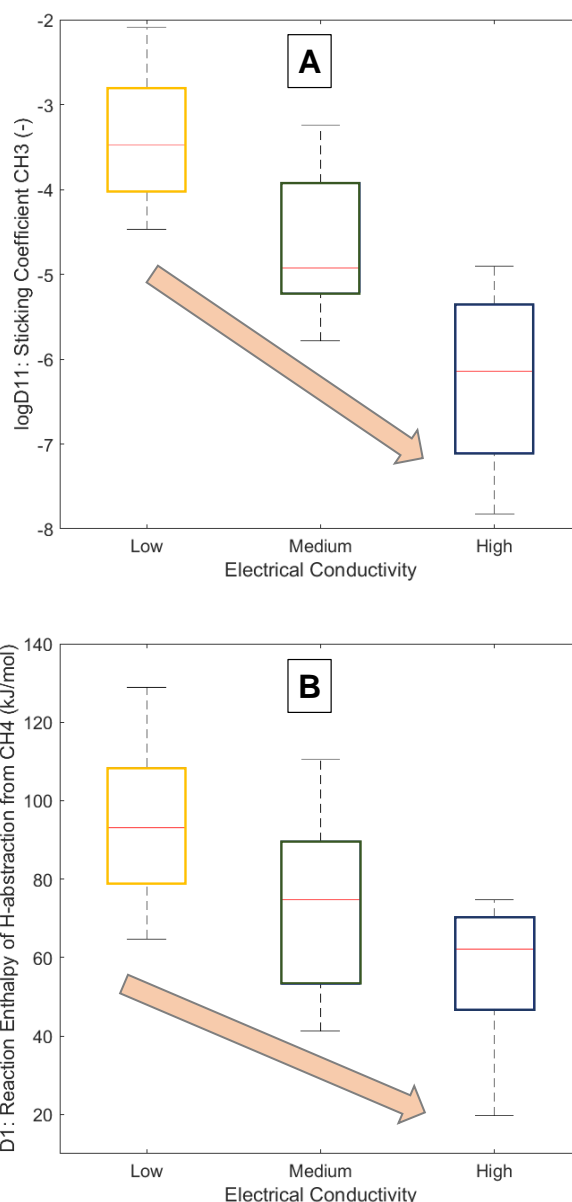 A
logD11: Sticking Coefficient CH3 (-)
-2
-3
-4
-5
-6
-7
-8
Low Medium High
Electrical Conductivity
B
D1: Reaction Enthalpy of H-abstraction from CH4 (kJ/mol)
140
120
100
80
60
40
20
Low Medium High
Electrical Conductivity